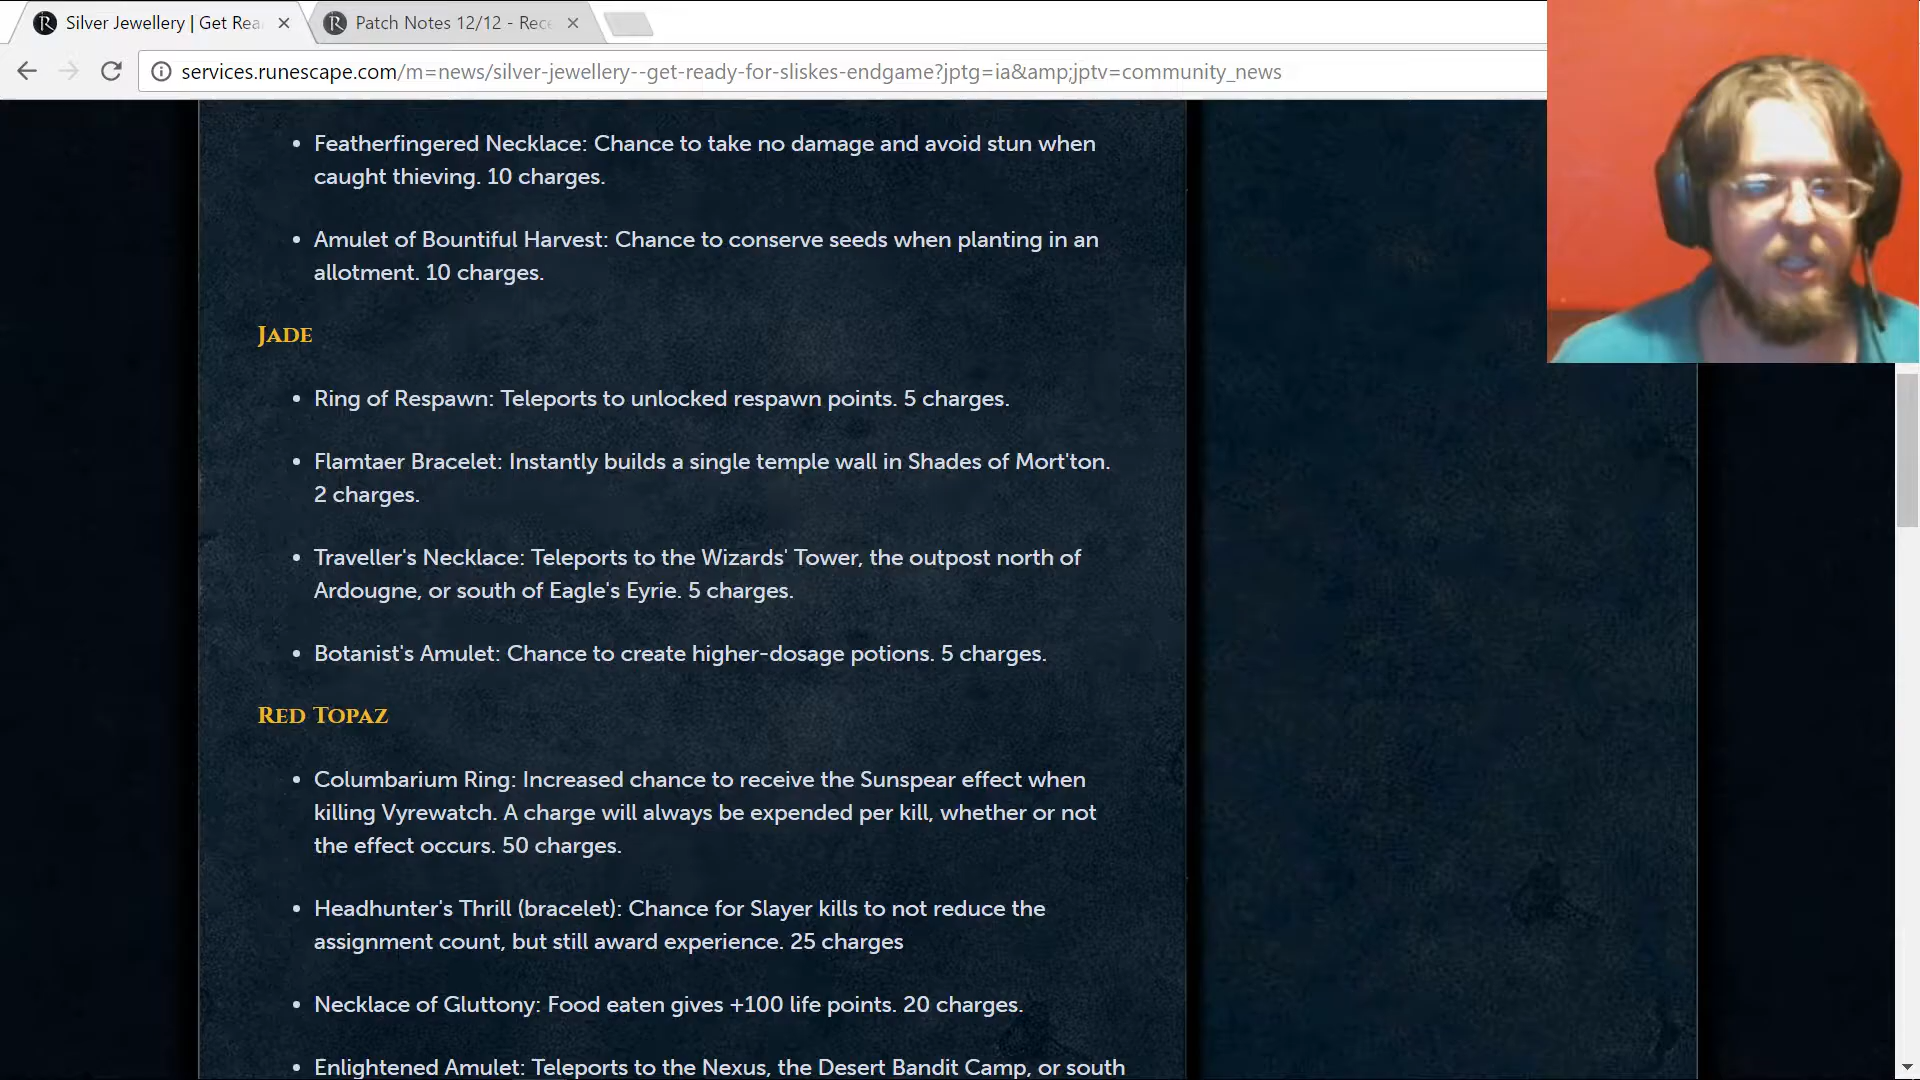 Silver Jewellery | Get Rea
Patch Notes 12/12 - Rece
services.runescape.com/m=news/silver-jewellery--get-ready-for-sliskes-endgame?jptg=ia&amp;jptv=community_news
• Featherfingered Necklace: Chance to take no damage and avoid stun when
caught thieving. 10 charges.
• Amulet of Bountiful Harvest: Chance to conserve seeds when planting in an
allotment. 10 charges.
JADE
• Ring of Respawn: Teleports to unlocked respawn points. 5 charges.
• Flamtaer Bracelet: Instantly builds a single temple wall in Shades of Mort'ton.
2 charges.
• Traveller's Necklace: Teleports to the Wizards' Tower, the outpost north of
Ardougne, or south of Eagle's Eyrie. 5 charges.
• Botanist's Amulet: Chance to create higher-dosage potions. 5 charges.
RED TOPAZ
• Columbarium Ring: Increased chance to receive the Sunspear effect when
killing Vyrewatch. A charge will always be expended per kill, whether or not
the effect occurs. 50 charges.
• Headhunter's Thrill (bracelet): Chance for Slayer kills to not reduce the
assignment count, but still award experience. 25 charges
• Necklace of Gluttony: Food eaten gives +100 life points. 20 charges.
• Enlightened Amulet: Teleports to the Nexus, the Desert Bandit Camp, or south